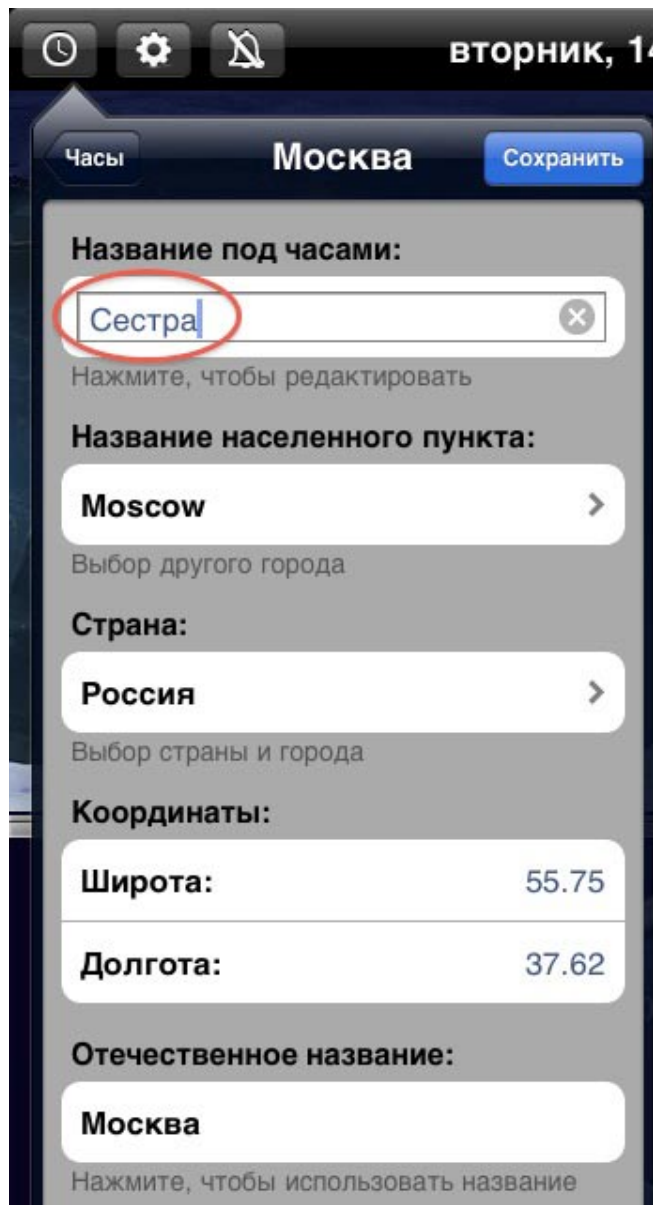 вторник, 14
Часы
Москва
Сохранить
Название под часами:
Сестра
Нажмите, чтобы редактировать
Название населенного пункта:
Moscow
Выбор другого города
Страна:
Россия
Выбор страны и города
Координаты:
Широта: 55.75
Долгота: 37.62
Отечественное название:
Москва
Нажмите, чтобы использовать название